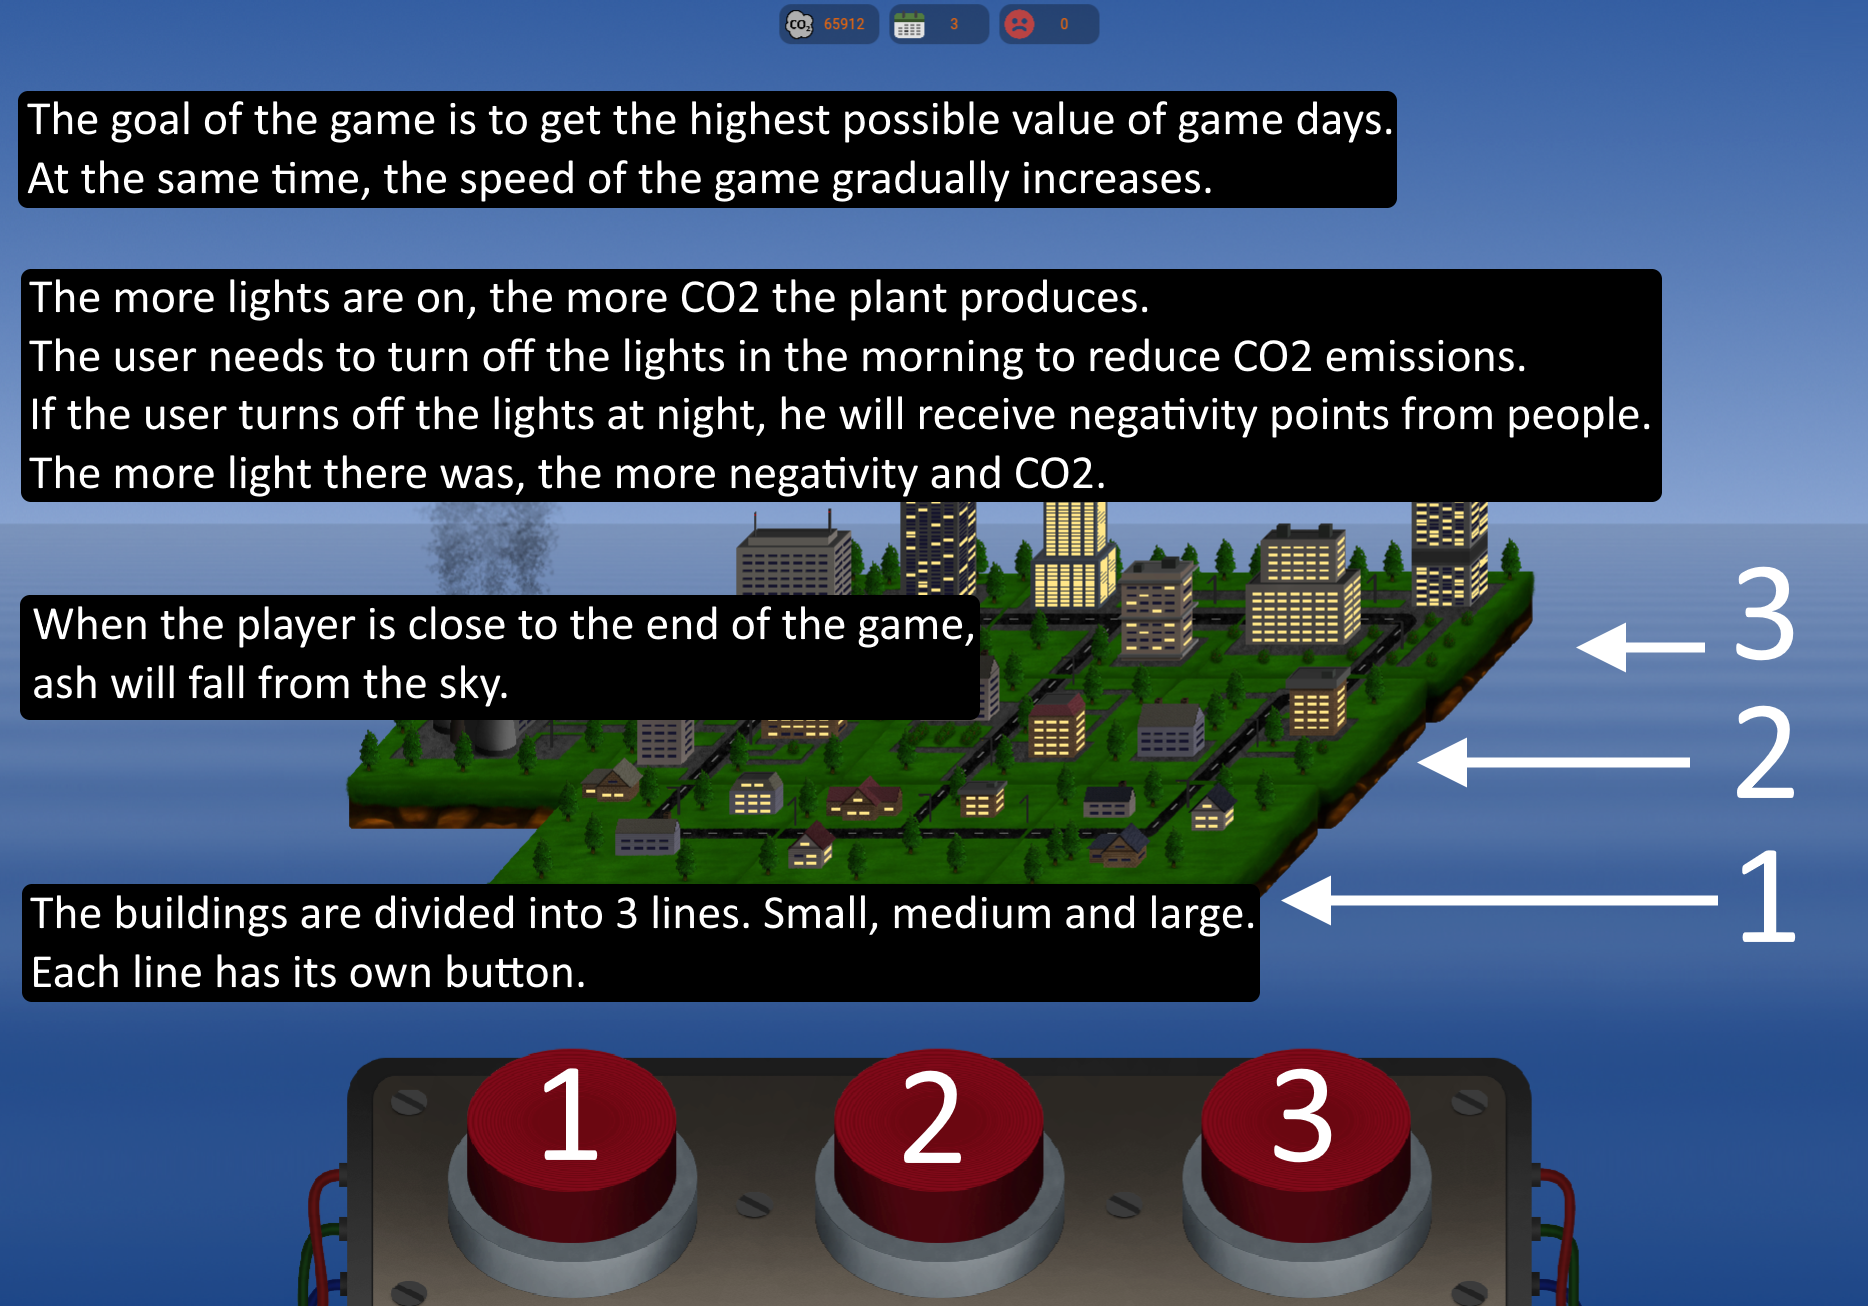 CO2 65912 3 0
The goal of the game is to get the highest possible value of game days.
At the same time, the speed of the game gradually increases.
The more lights are on, the more CO2 the plant produces.
The user needs to turn off the lights in the morning to reduce CO2 emissions.
If the user turns off the lights at night, he will receive negativity points from people.
The more light there was, the more negativity and CO2.
When the player is close to the end of the game,
ash will fall from the sky.
3
2
1
The buildings are divided into 3 lines. Small, medium and large.
Each line has its own button.
1 2 3